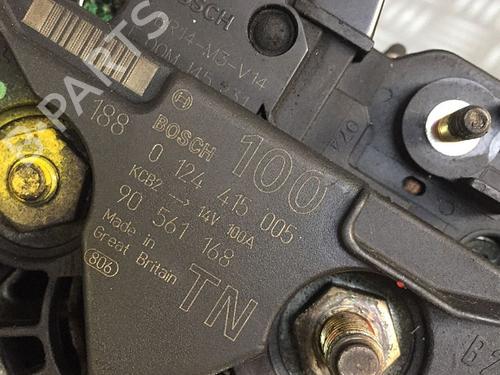 BOSCH
188
BOSCH
100
0 124 415 005
KCB2 → 14V 100A
90 561 168
Made in
Great Britain
TN
806
074
B-Parts